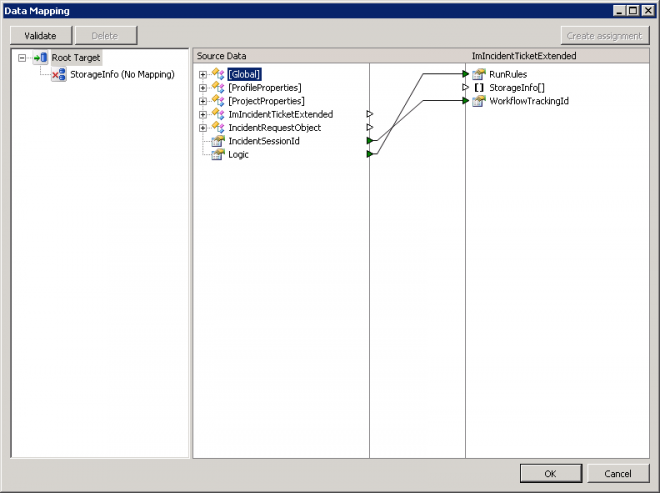 Data Mapping
Validate
Delete
Create assignment
Root Target
StorageInfo (No Mapping)
Source Data
ImIncidentTicketExtended
[Global]
[ProfileProperties]
[ProjectProperties]
ImIncidentTicketExtended
IncidentRequestObject
IncidentSessionId
Logic
RunRules
StorageInfo[]
WorkflowTrackingId
OK
Cancel